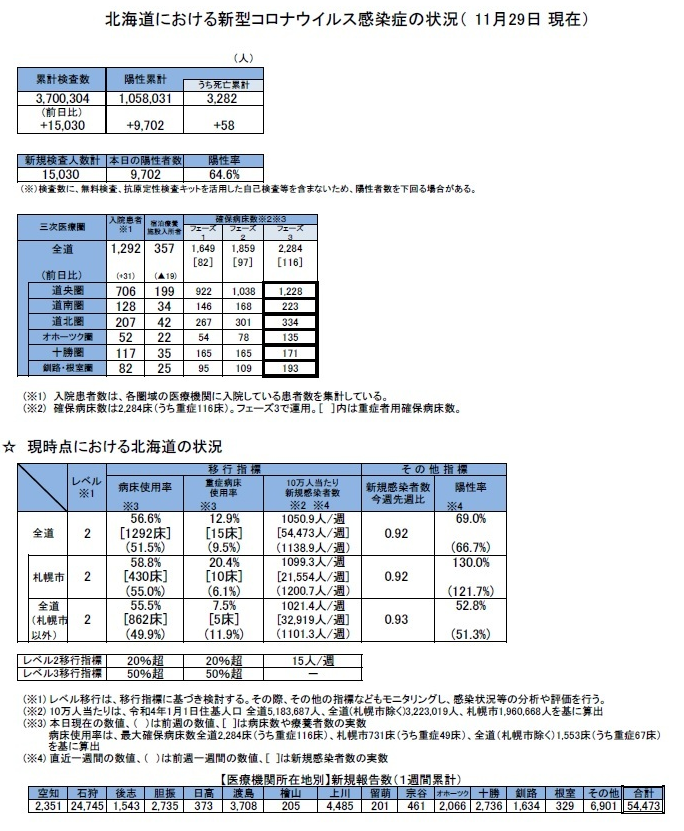 北海道における新型コロナウイルス感染症の状況（ 11月29日 現在）
（人）
累計検査数 陽性累計 うち死亡累計
3,700,304 1,058,031 3,282
(前日比)
+15,030 +9,702 +58
新規検査人数計 本日の陽性者数 陽性率
15,030 9,702 64.6%
（※）検査数に、無料検査、抗原定性検査キットを活用した自己検査等を含まないため、陽性者数を下回る場合がある。
三次医療圏 入院患者※1 宿泊療養施設入所者 確保病床数※2※3
フェーズ1 フェーズ2 フェーズ3
全道 1,292 357 1,649 1,859 2,284
[82] [97] [116]
(前日比) (+31) (▲19)
道央圏 706 199 922 1,038 1,228
道南圏 128 34 146 168 223
道北圏 207 42 267 301 334
オホーツク圏 52 22 54 78 135
十勝圏 117 35 165 165 171
釧路・根室圏 82 25 95 109 193
（※1） 入院患者数は、各圏域の医療機関に入院している患者数を集計している。
（※2） 確保病床数は2,284床（うち重症116床）。フェーズ3で運用。［ ］内は重症者用確保病床数。
☆ 現時点における北海道の状況
レベル※1 移行指標 その他指標
病床使用率※3 重症病床使用率※3 10万人当たり新規感染者数※2 ※4 新規感染者数今週先週比 陽性率※4
全道 2 56.6% 12.9% 1050.9人/週 0.92 69.0%
[1292床] [15床] [54,473人/週]
(51.5%) (9.5%) (1138.9人/週) (66.7%)
札幌市 2 58.8% 20.4% 1099.3人/週 0.92 130.0%
[430床] [10床] [21,554人/週]
(55.0%) (6.1%) (1200.7人/週) (121.7%)
全道（札幌市以外） 2 55.5% 7.5% 1021.4人/週 0.93 52.8%
[862床] [5床] [32,919人/週]
(49.9%) (11.9%) (1101.3人/週) (51.3%)
レベル2移行指標 20%超 20%超 15人/週
レベル3移行指標 50%超 50%超 －
（※1）レベル移行は、移行指標に基づき検討する。その際、その他の指標などもモニタリングし、感染状況等の分析や評価を行う。
（※2）10万人当たりは、令和4年1月1日住基人口 全道5,183,687人、全道（札幌市除く）3,223,019人、札幌市1,960,668人を基に算出
（※3）本日現在の数値、（ ）は前週の数値、［ ］は病床数や療養者数の実数
病床使用率は、最大確保病床数全道2,284床（うち重症116床）、札幌市731床（うち重症49床）、全道（札幌市除く）1,553床（うち重症67床）
を基に算出
（※4）直近一週間の数値、（ ）は前週一週間の数値、［ ］は新規感染者数の実数
【医療機関所在地別】新規報告数（1週間累計）
空知 石狩 後志 胆振 日高 渡島 檜山 上川 留萌 宗谷 オホーツク 十勝 釧路 根室 その他 合計
2,351 24,745 1,543 2,735 373 3,708 205 4,485 201 461 2,066 2,736 1,634 329 6,901 54,473